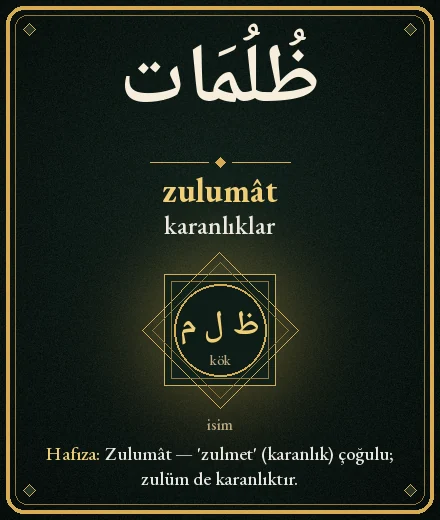 ظُلُمَات
zulumât
karanlıklar
ظ ل م
kök
isim
Hafıza: Zulumât — 'zulmet' (karanlık) çoğulu;
zulüm de karanlıktır.